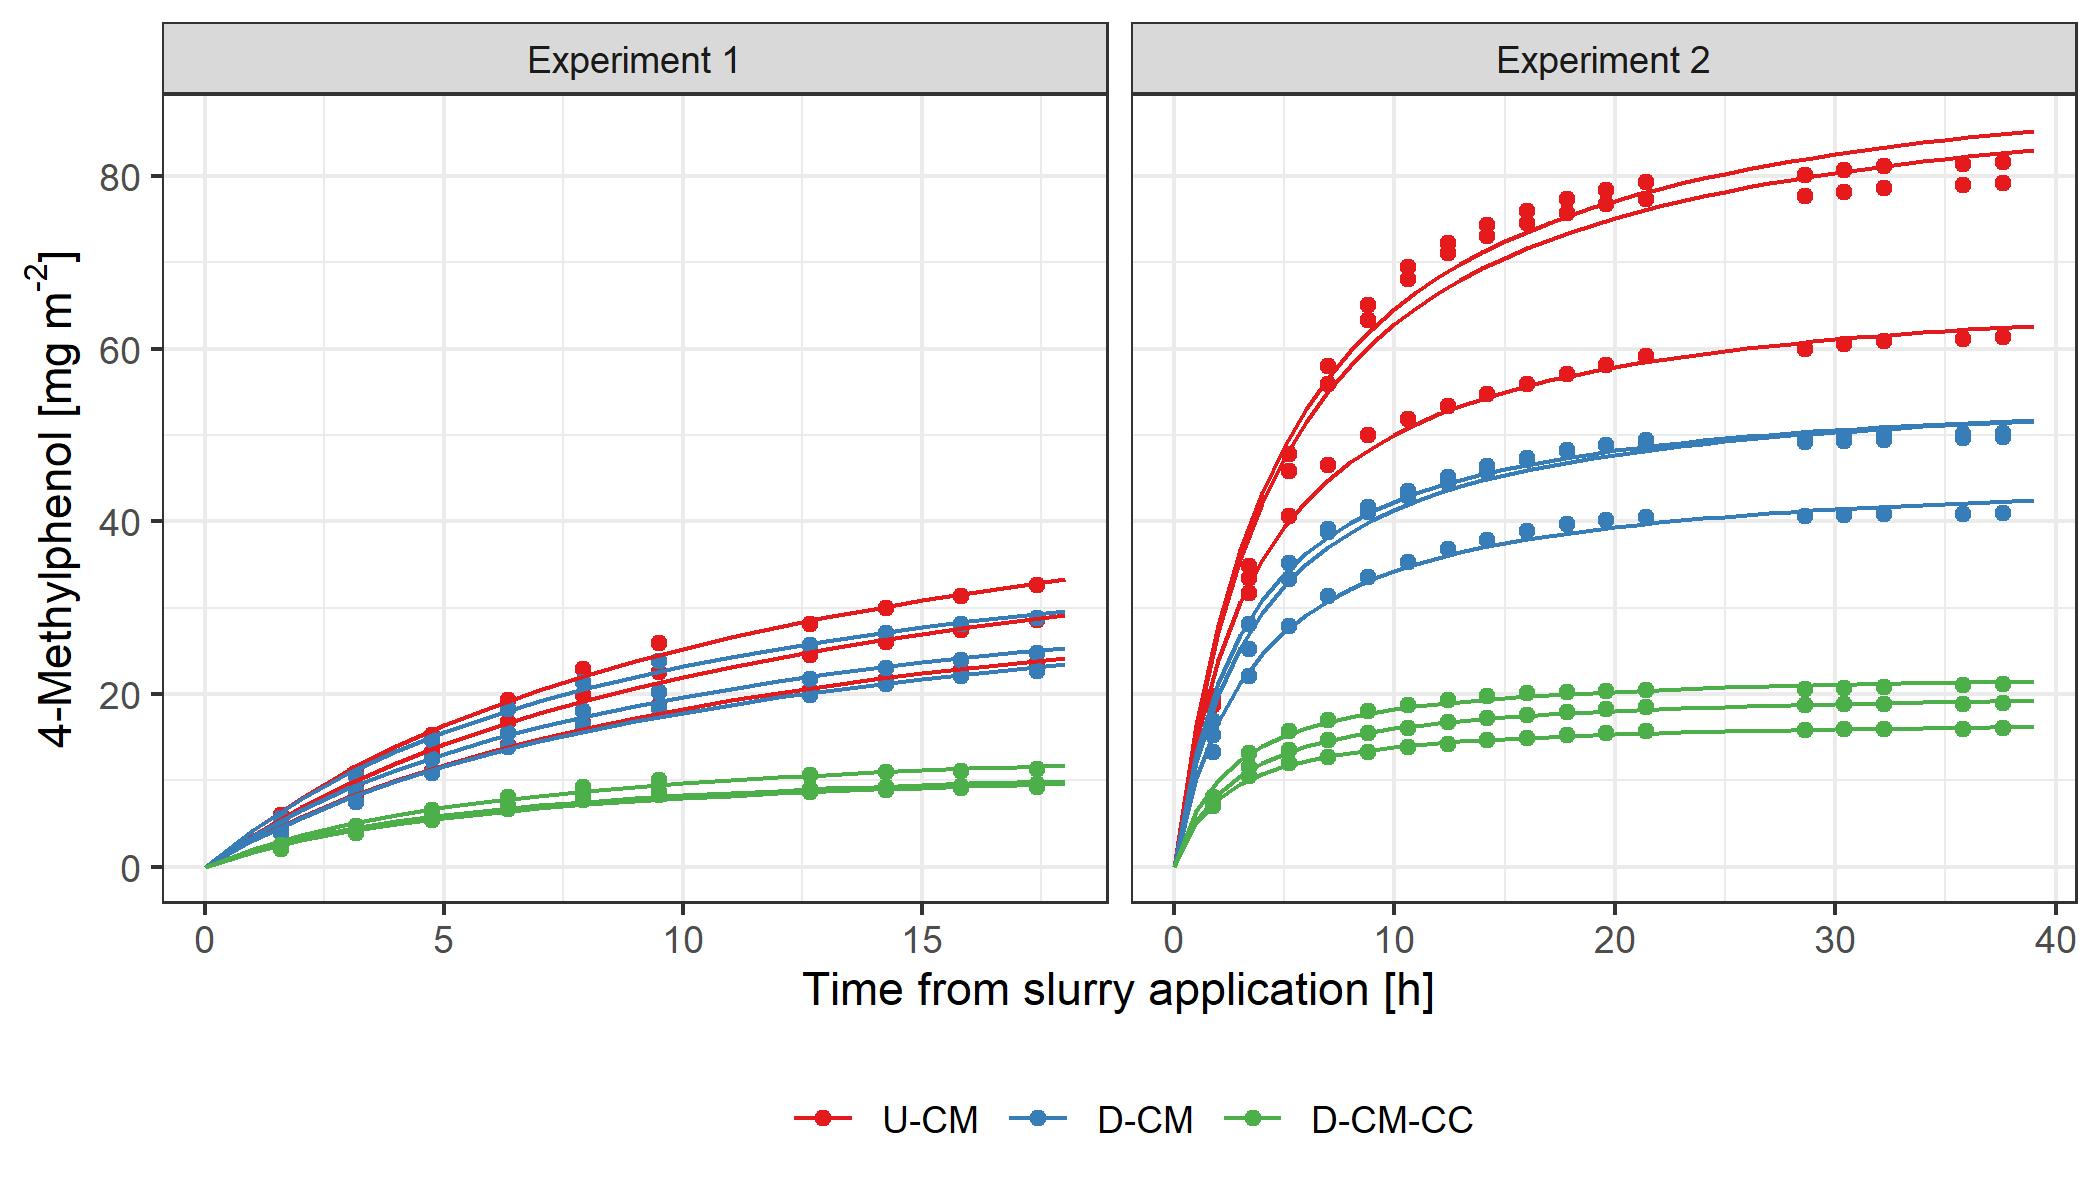 Experiment 1
Experiment 2
4-Methylphenol [mg m-2]
80
60
40
20
0
0 5 10 15
0 10 20 30 40
Time from slurry application [h]
U-CM D-CM D-CM-CC